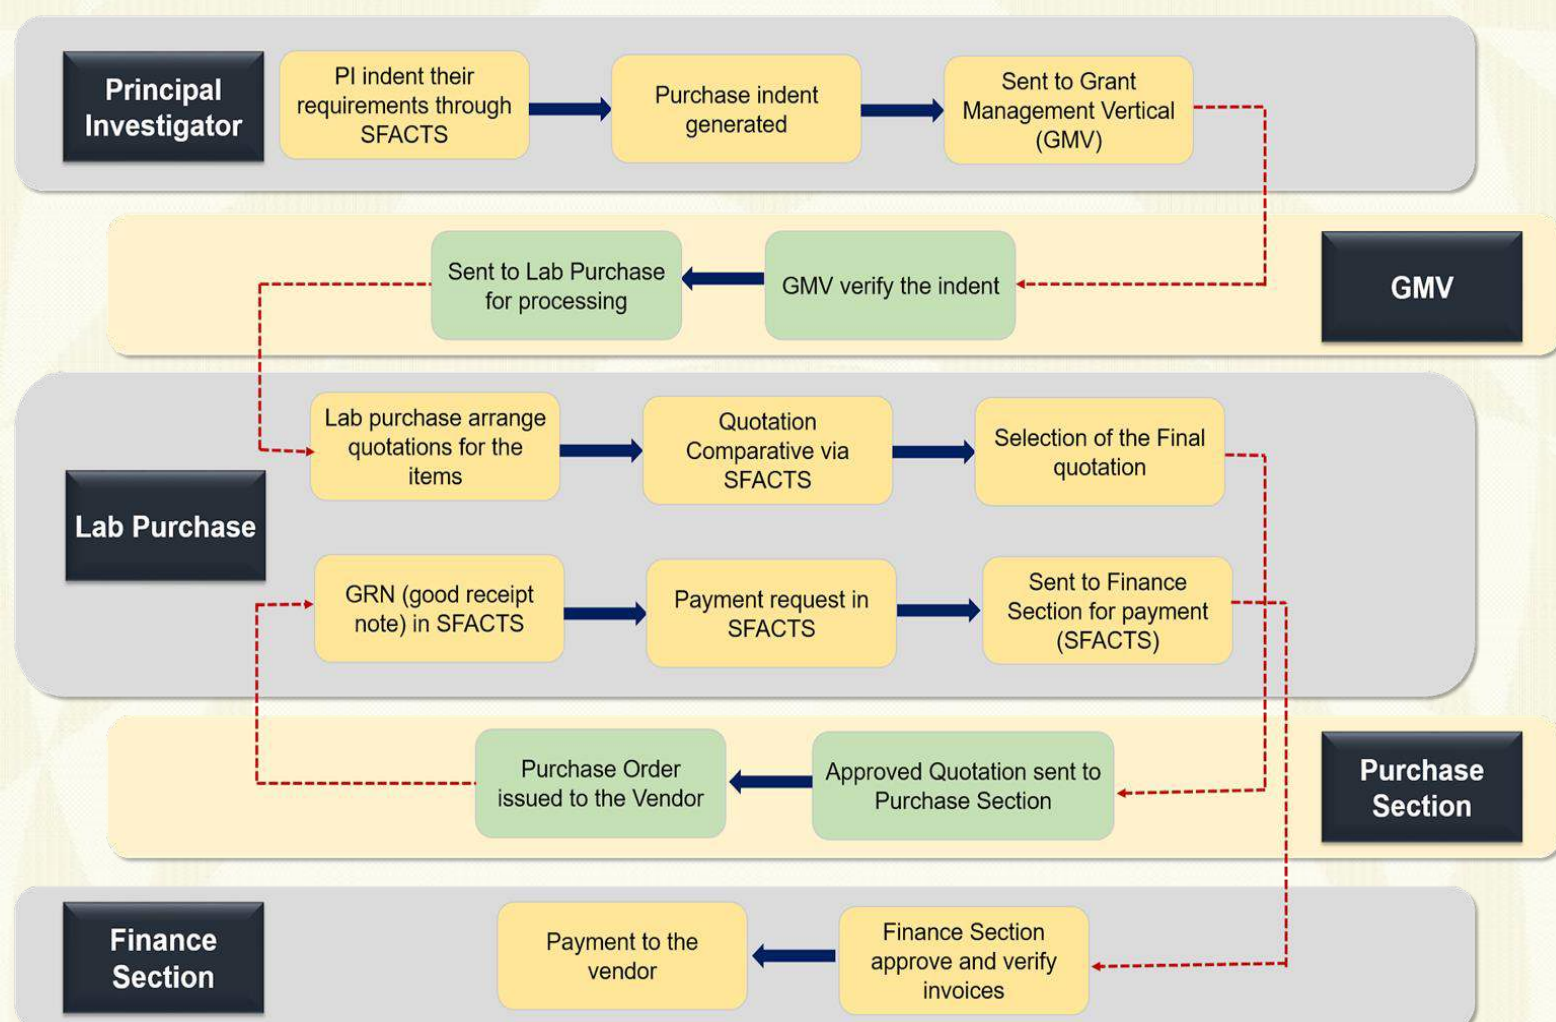 Principal
Investigator
PI indent their
requirements through
SFACTS
Purchase indent
generated
Sent to Grant
Management Vertical
(GMV)
Sent to Lab Purchase
for processing
GMV verify the indent
GMV
Lab Purchase
Lab purchase arrange
quotations for the
items
Quotation
Comparative via
SFACTS
Selection of the Final
quotation
GRN (good receipt
note) in SFACTS
Payment request in
SFACTS
Sent to Finance
Section for payment
(SFACTS)
Purchase Order
issued to the Vendor
Approved Quotation sent to
Purchase Section
Purchase
Section
Finance
Section
Payment to the
vendor
Finance Section
approve and verify
invoices